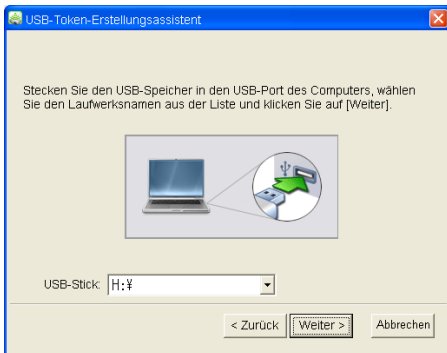 USB-Token-Erstellungsassistent
Stecken Sie den USB-Speicher in den USB-Port des Computers, wählen
Sie den Laufwerksnamen aus der Liste und klicken Sie auf [Weiter].
USB-Stick: H:¥
< Zurück Weiter > Abbrechen